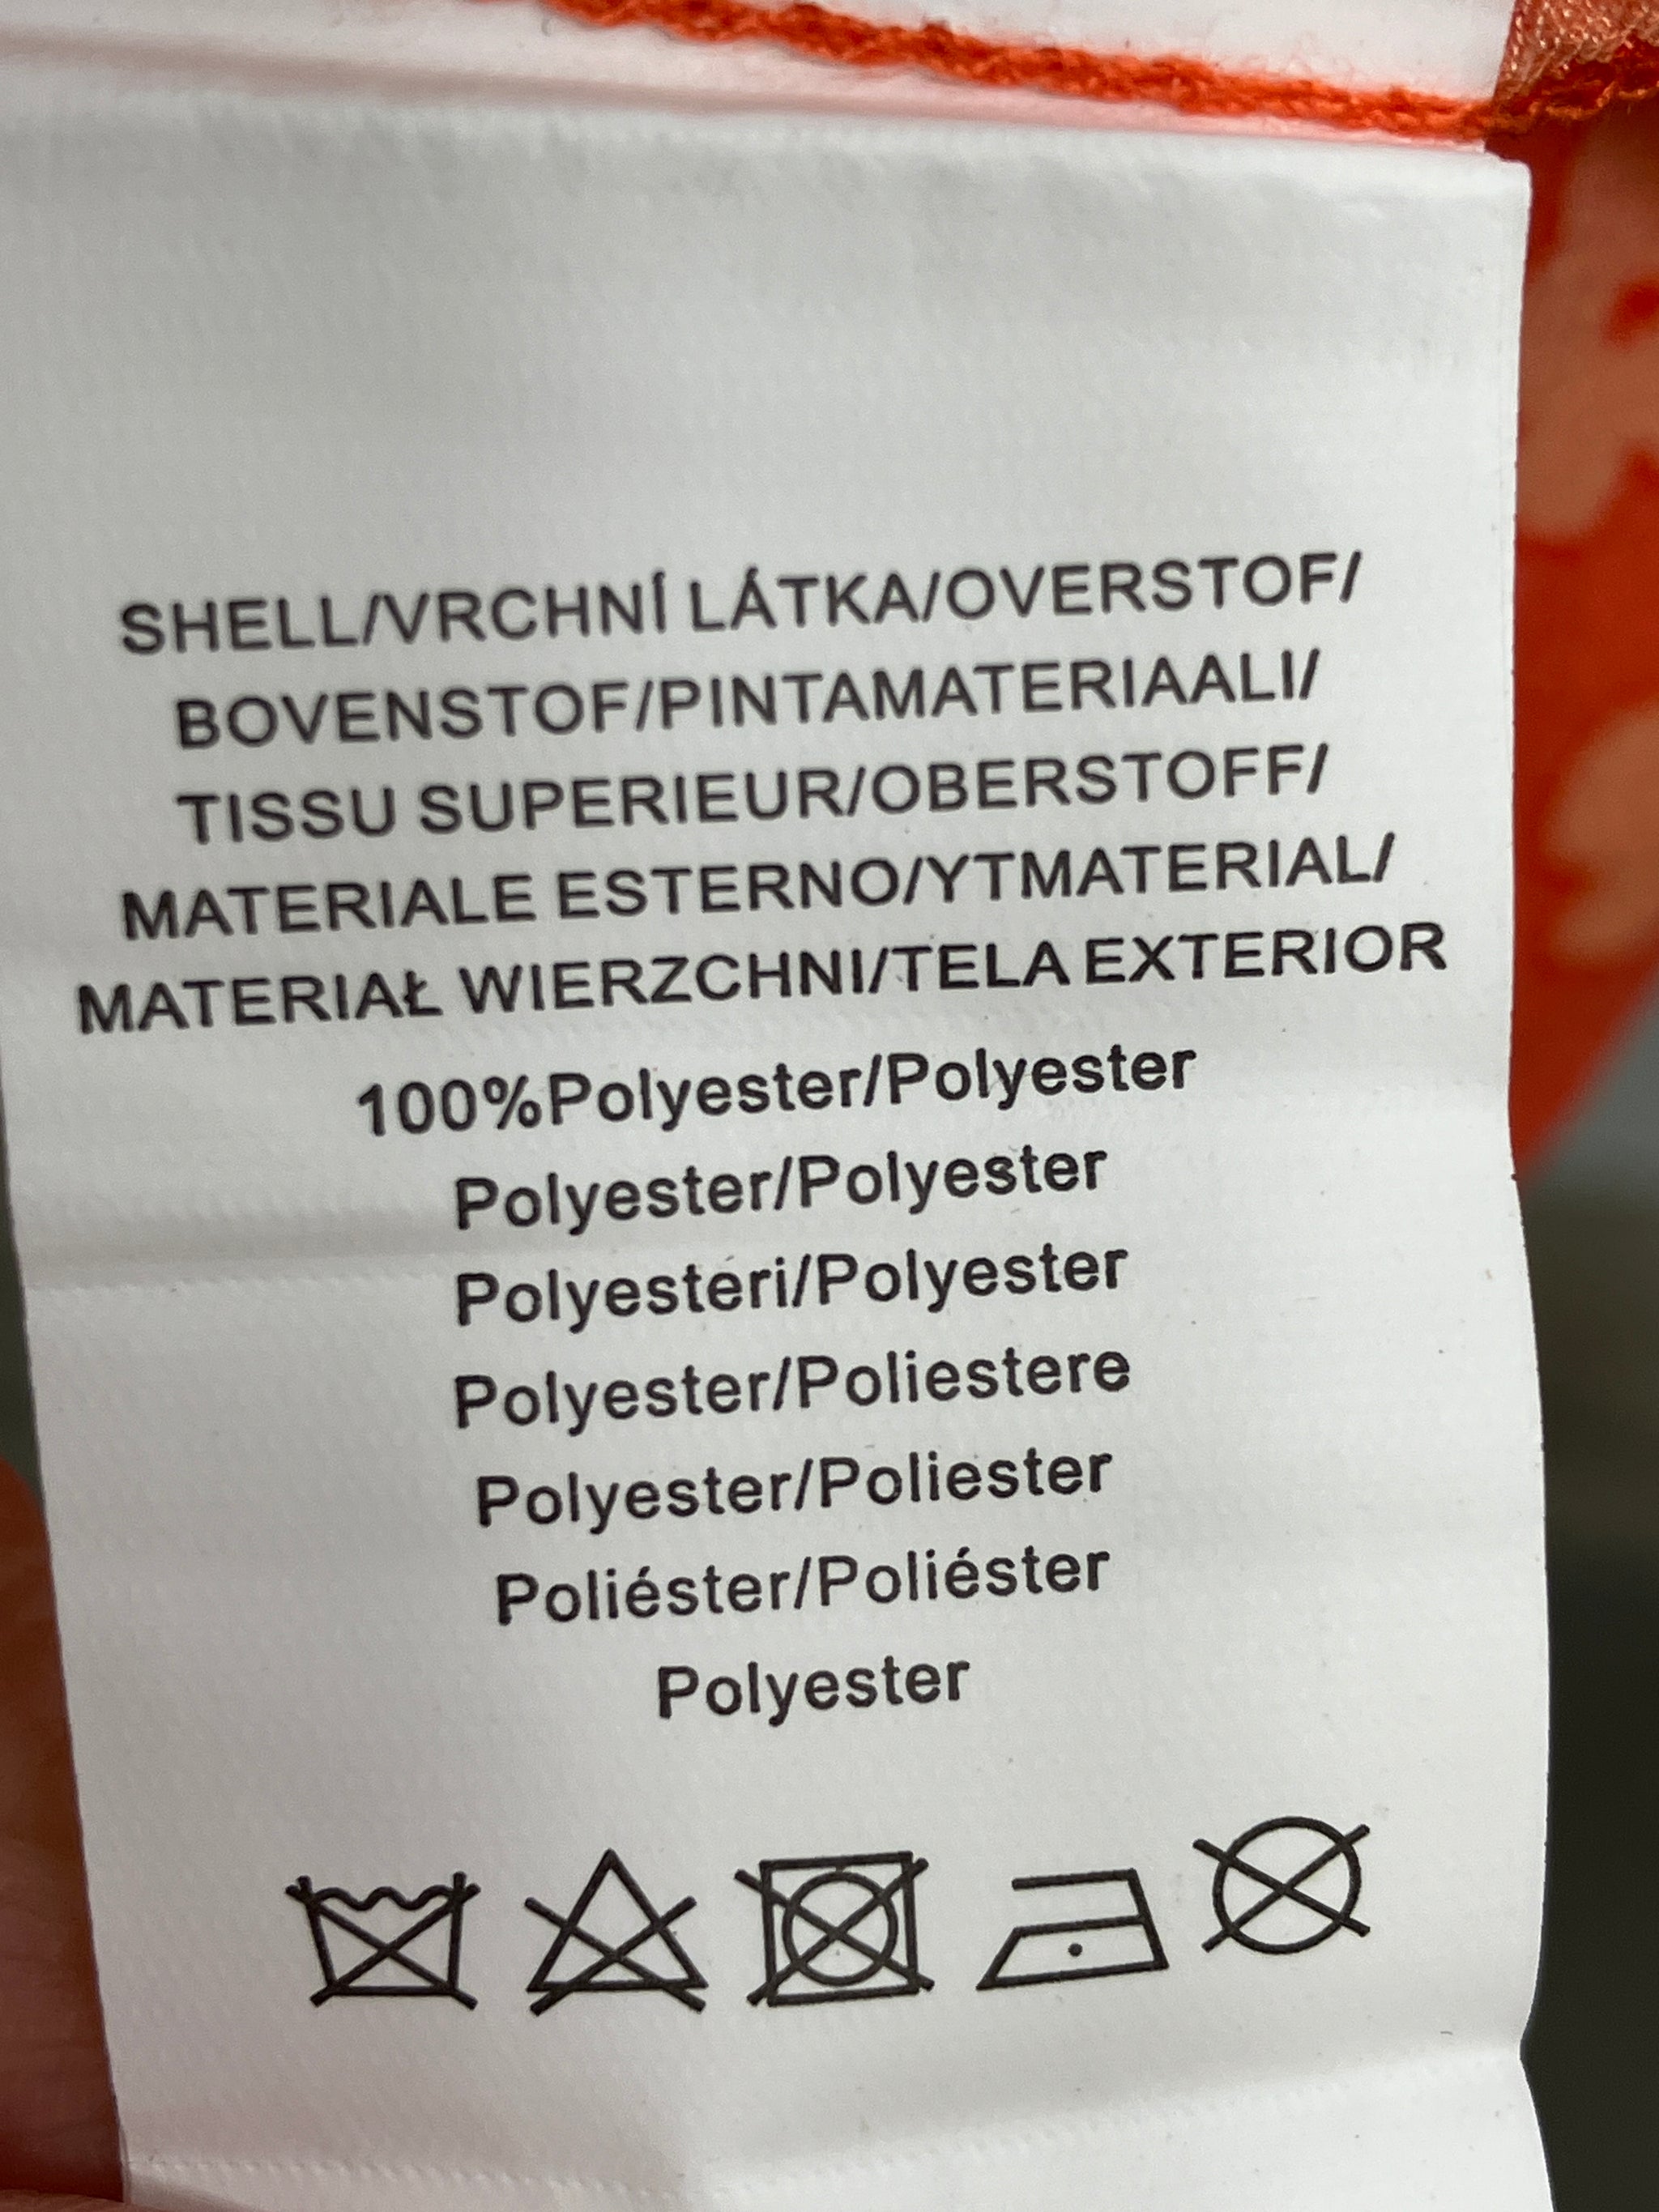 SHELL/VRCHNÍ LÁTKA/OVERSTOF/
BOVENSTOF/PINTAMATERIAALI/
TISSU SUPERIEUR/OBERSTOFF/
MATERIALE ESTERNO/YTMATERIAL/
MATERIAŁ WIERZCHNI/TELA EXTERIOR
100%Polyester/Polyester
Polyester/Polyester
Polyesteri/Polyester
Polyester/Poliestere
Polyester/Poliester
Poliéster/Poliéster
Polyester